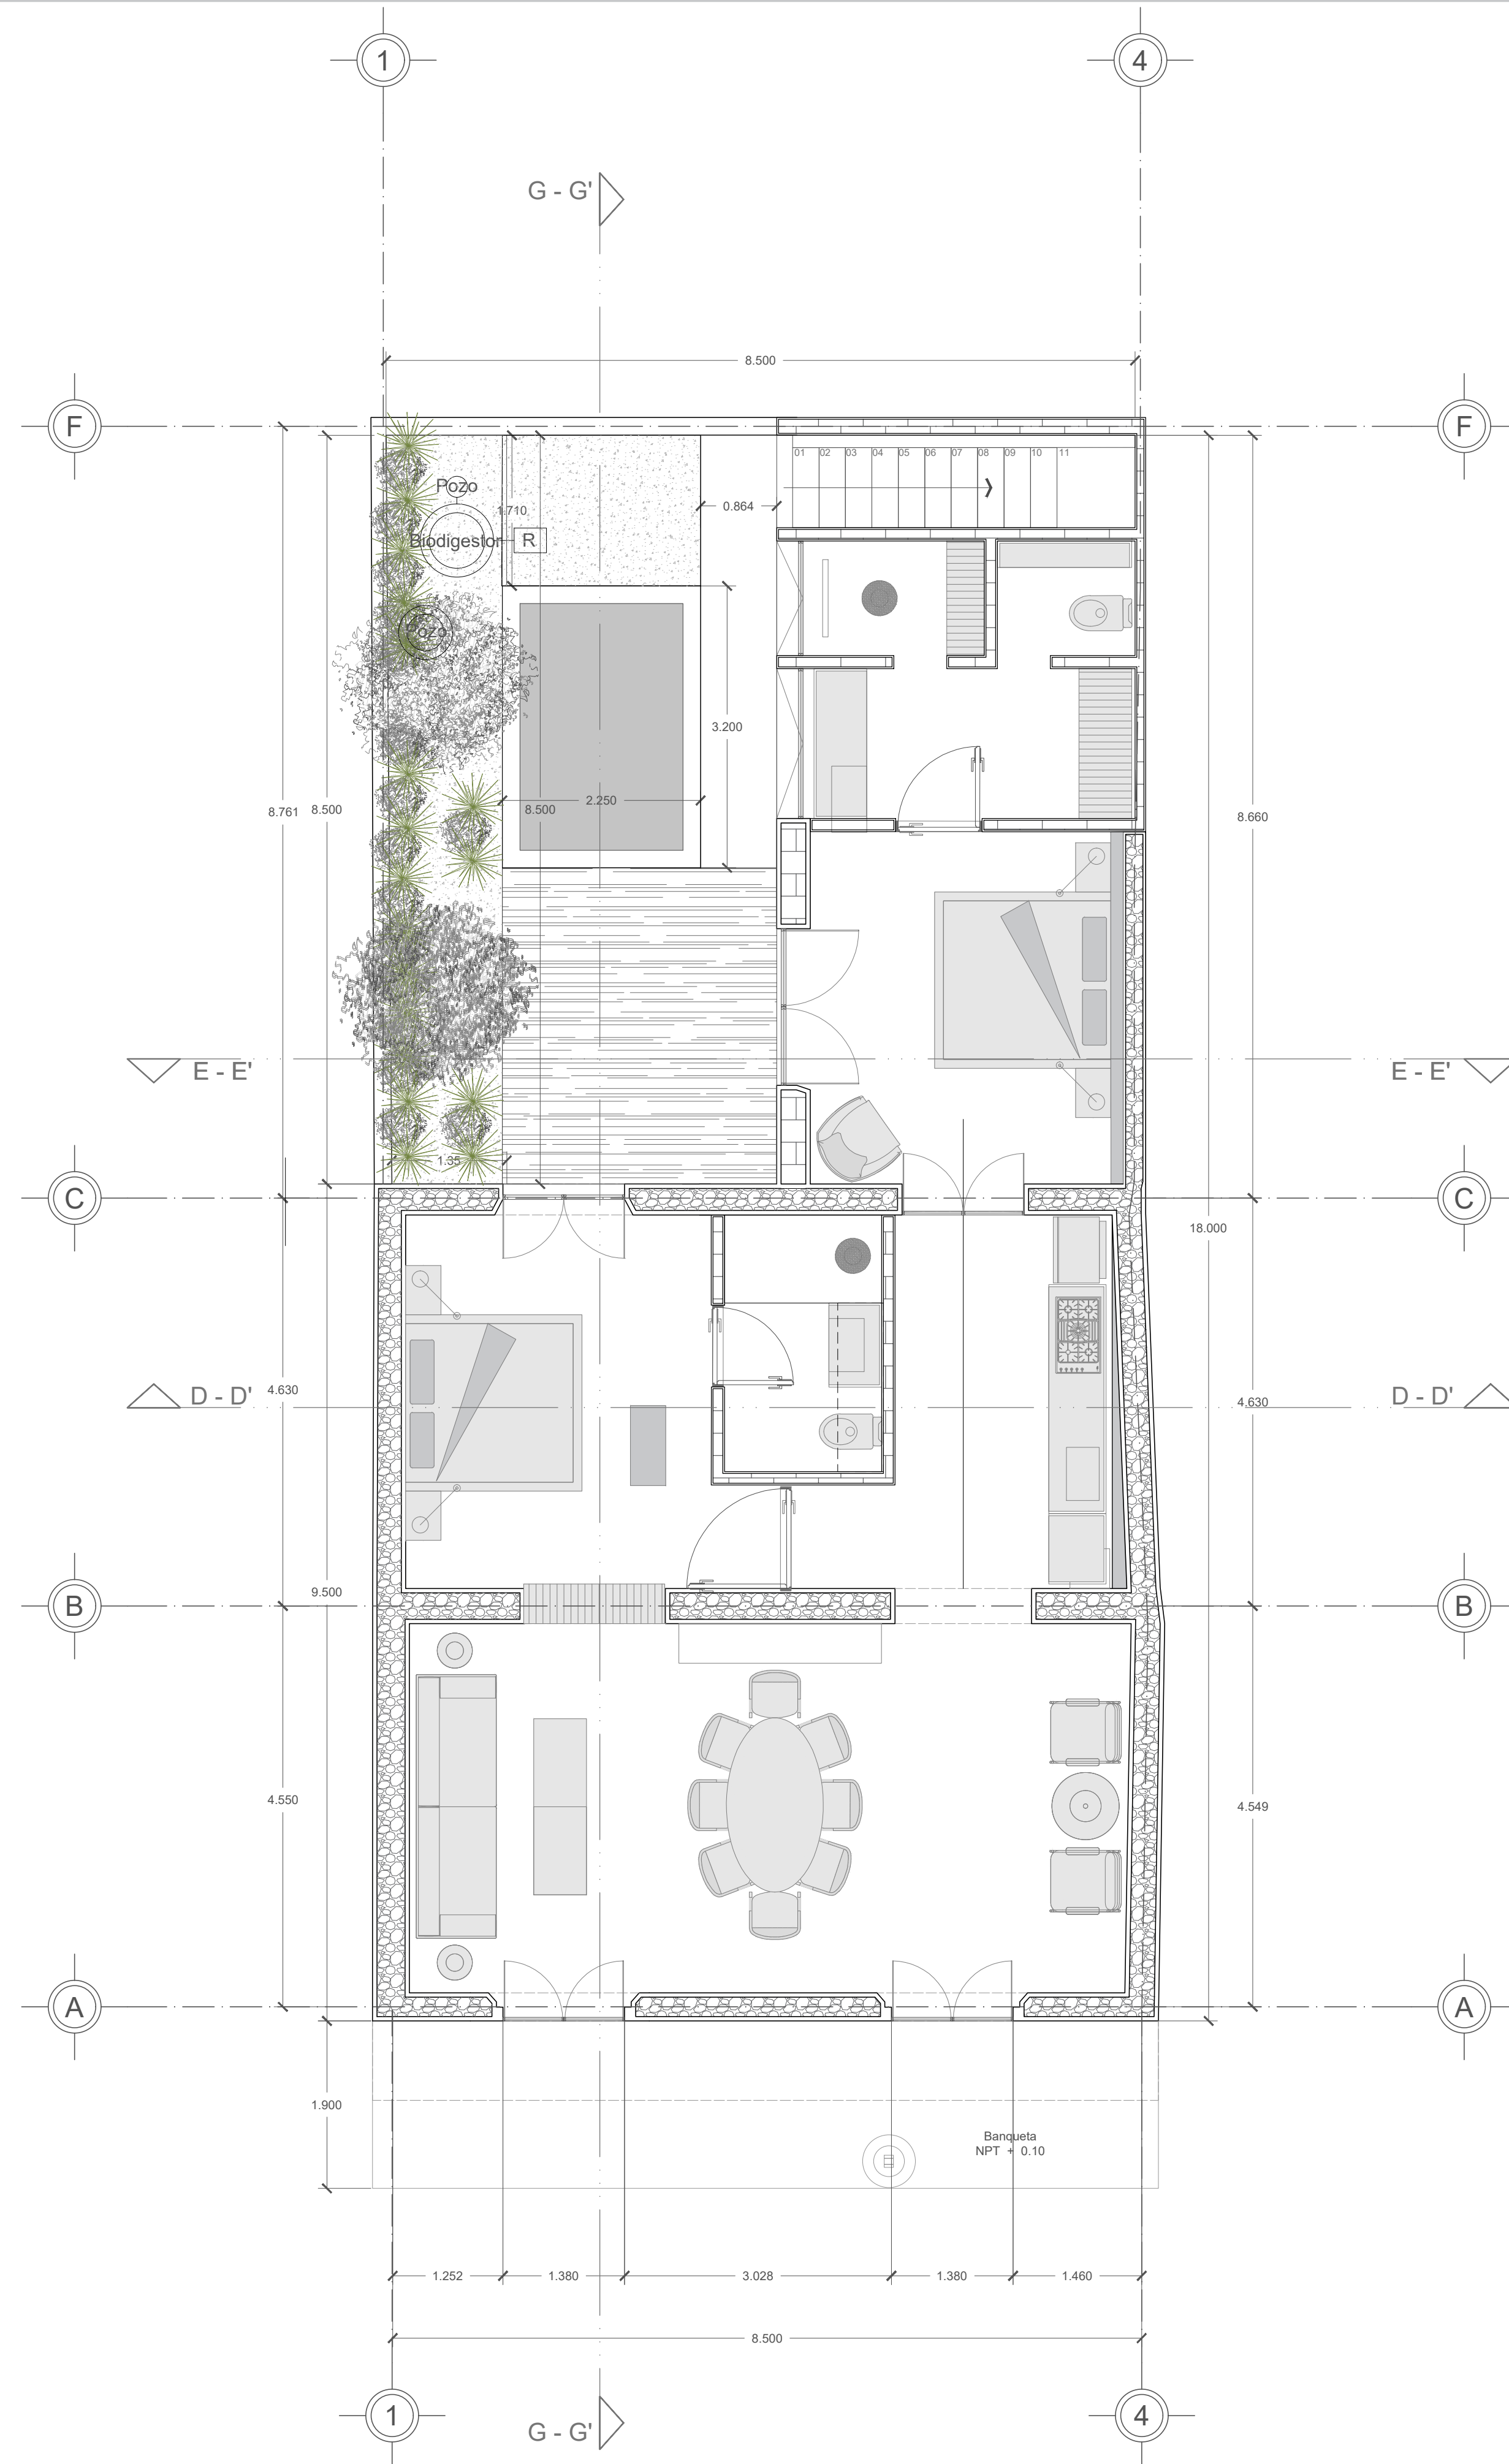 1
4
G - G'
8.500
F
F
01 02 03 04 05 06 07 08 09 10 11
Pozo
1.710
0.864
Biodigestor
R
Pozo
3.200
2.250
8.761
8.500
8.500
8.660
E - E'
E - E'
1.35
C
C
18.000
4.630
D - D'
4.630
D - D'
9.500
B
B
4.550
4.549
A
A
1.900
Banqueta
NPT + 0.10
1.252
1.380
3.028
1.380
1.460
8.500
1
4
G - G'